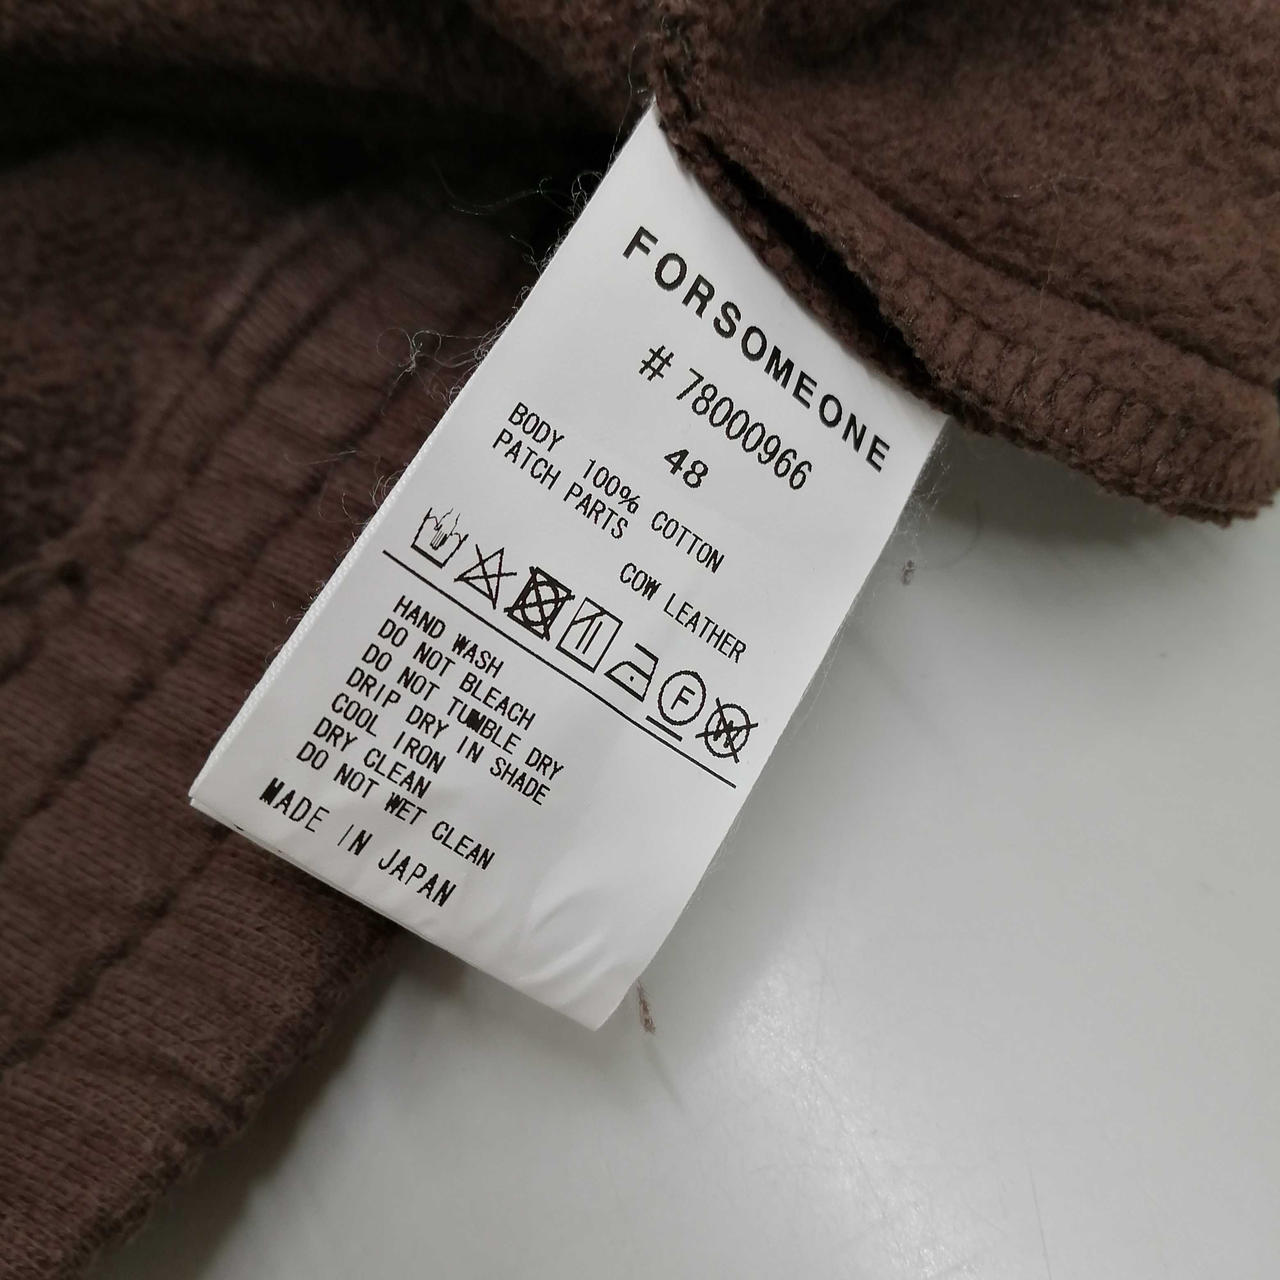 FORSOMEONE
# 78000966
48
BODY 100% COTTON
PATCH PARTS
COW LEATHER
F
W
HAND WASH
DO NOT BLEACH
DO NOT TUMBLE DRY
DRIP DRY IN SHADE
COOL IRON
DRY CLEAN
DO NOT WET CLEAN
MADE IN JAPAN